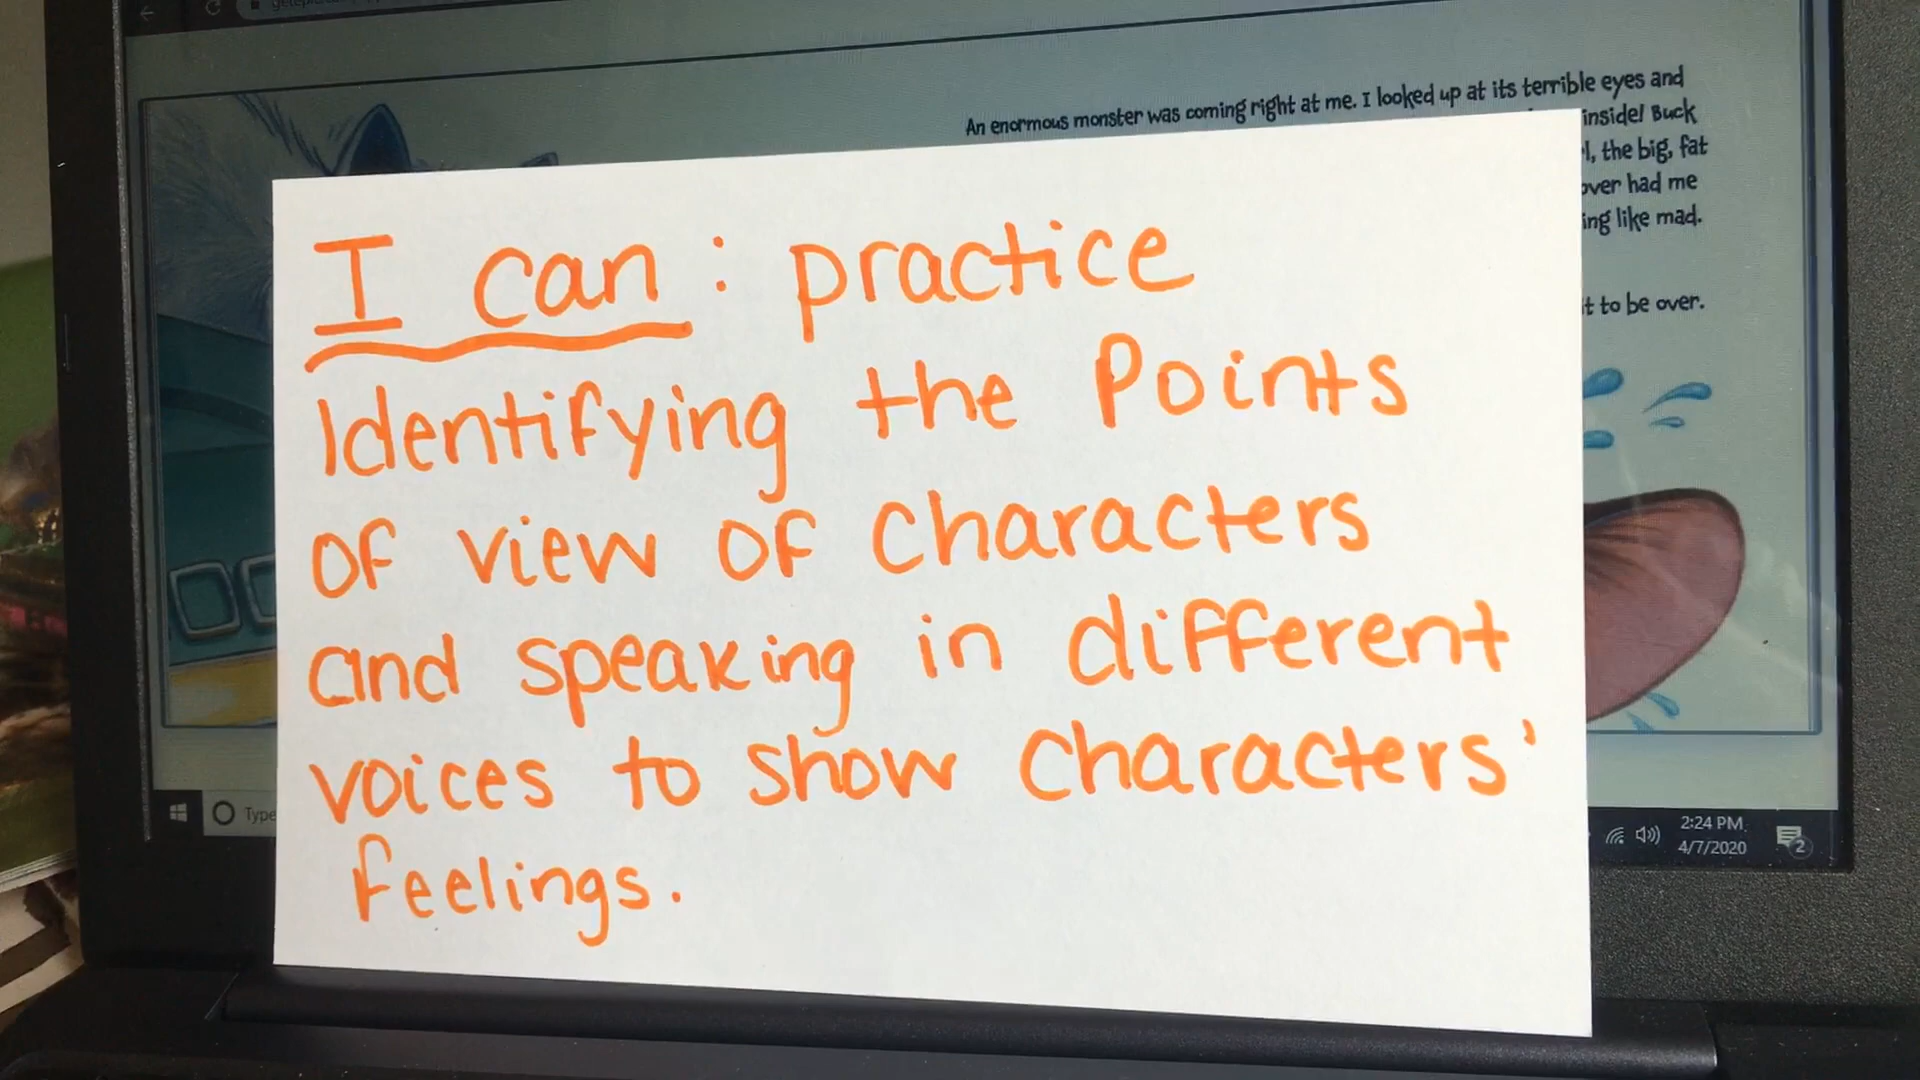 An enormous monster was coming right at me. I looked up at its terrible eyes and
inside! Buck
the big, fat
had me
like mad.
to be over.
I can: practice
Identifying the Points
of view of characters
and speaking in different
voices to show characters'
feelings.
Type
2:24 PM
4/7/2020
2